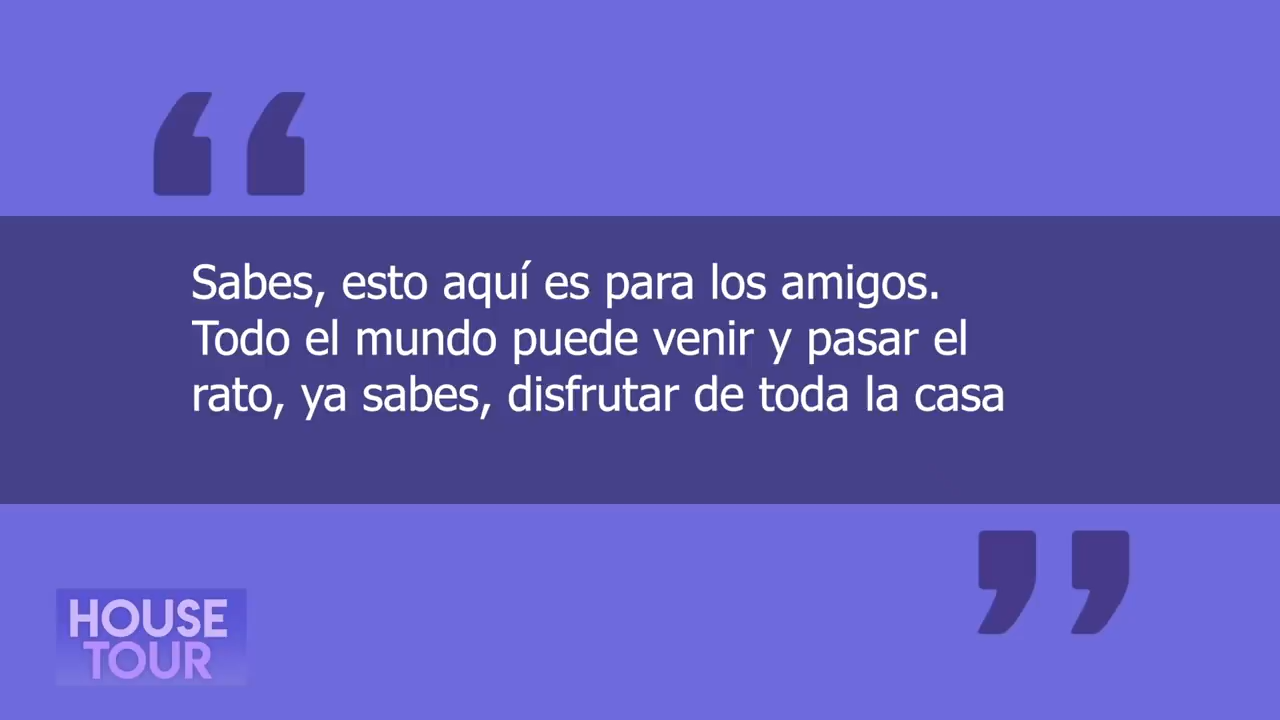 Sabes, esto aquí es para los amigos.
Todo el mundo puede venir y pasar el
rato, ya sabes, disfrutar de toda la casa
HOUSE
TOUR